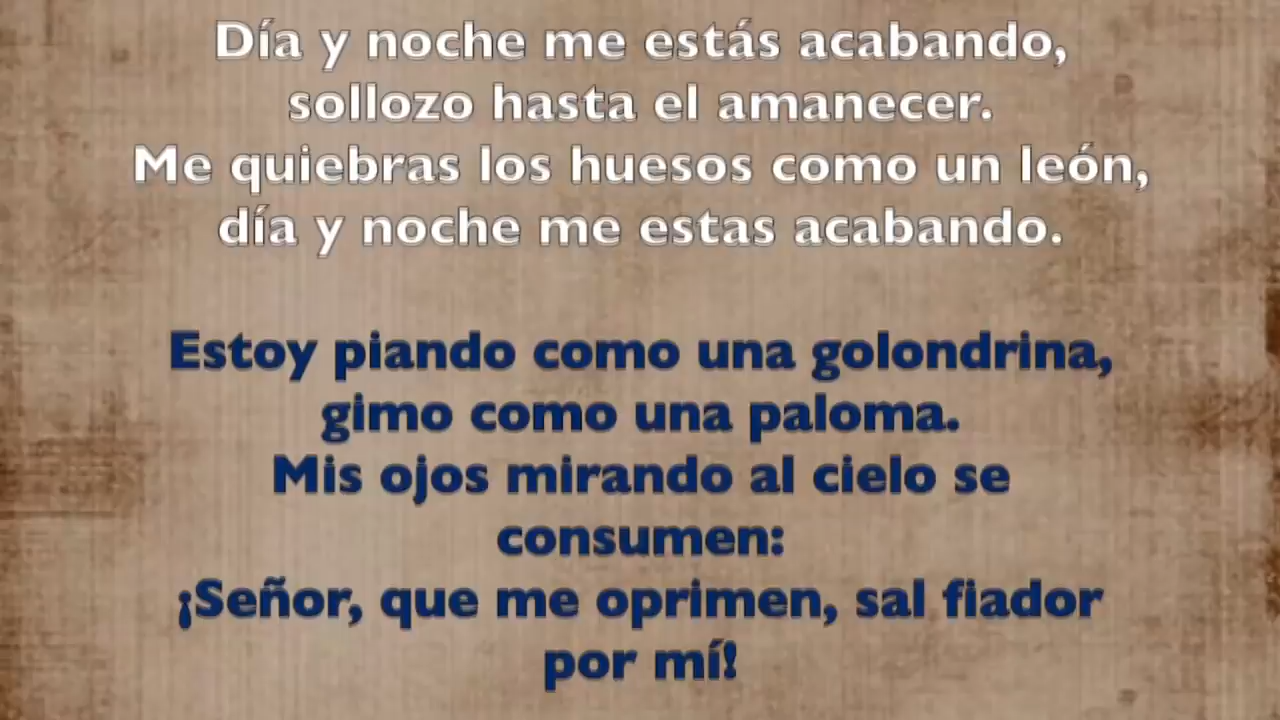 Día y noche me estás acabando,
sollozo hasta el amanecer.
Me quiebras los huesos como un león,
día y noche me estas acabando.
Estoy piando como una golondrina,
gimo como una paloma.
Mis ojos mirando al cielo se
consumen:
¡Señor, que me oprimen, sal fiador
por mí!